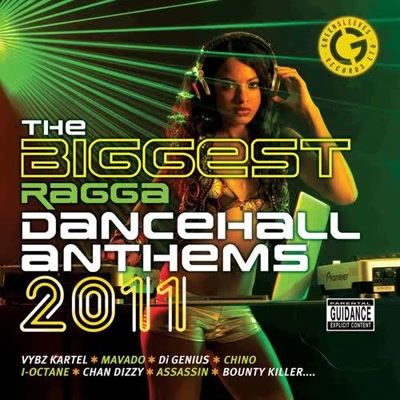 GREENSLEEVES
G
RECORDS LTD
THE
BIGGEST
RAGGA
DANCEHALL
ANTHEMS
2011
Pioneer
PARENTAL
GUIDANCE
EXPLICIT CONTENT
VYBZ KARTEL * MAVADO * Di GENIUS * CHINO
I-OCTANE * CHAN DIZZY * ASSASSIN * BOUNTY KILLER....